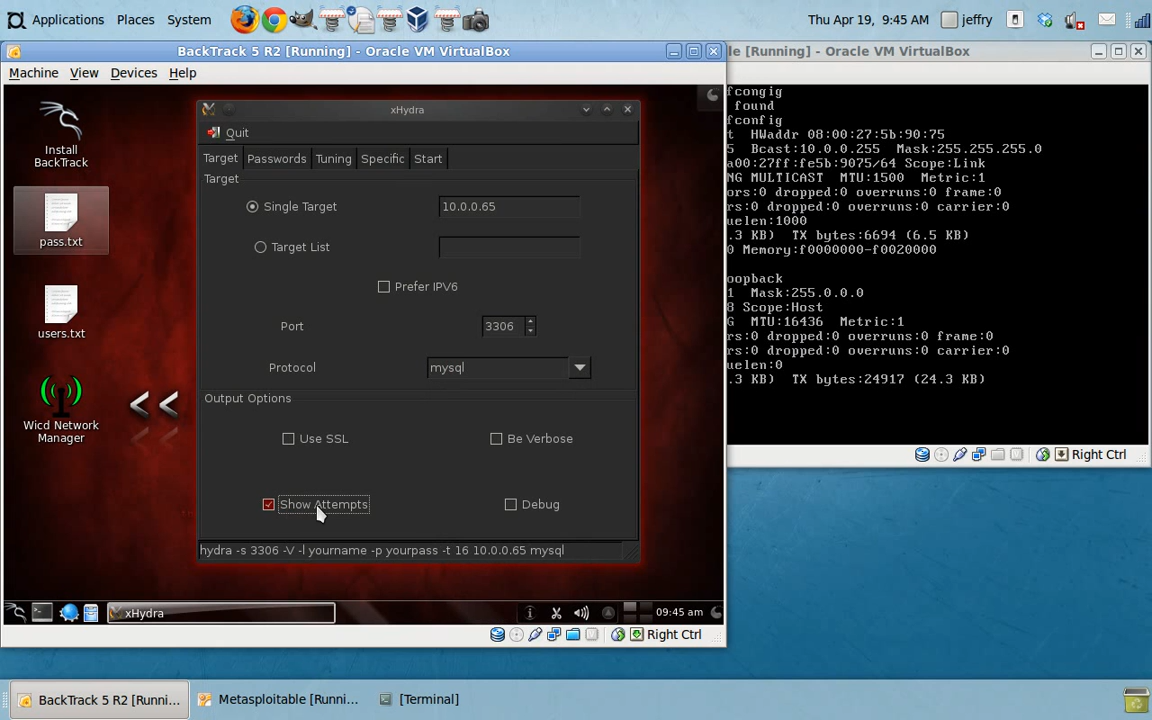 Applications Places System
Thu Apr 19, 9:45 AM jeffry
BackTrack 5 R2 [Running] - Oracle VM VirtualBox
Machine View Devices Help
Install
BackTrack
pass.txt
users.txt
Wicd Network
Manager
<< 
xHydra
Quit
Target Passwords Tuning Specific Start
Target
Single Target 10.0.0.65
Target List
Prefer IPV6
Port 3306
Protocol mysql
Output Options
Use SSL Be Verbose
Show Attempts Debug
hydra -s 3306 -V -l yourname -p yourpass -t 16 10.0.0.65 mysql
xHydra
09:45 am
Right Ctrl
le [Running] - Oracle VM VirtualBox
fcongig
found
fconfig
t HWaddr 08:00:27:5b:90:75
5 Bcast:10.0.0.255 Mask:255.255.255.0
a00:27ff:fe5b:9075/64 Scope:Link
NG MULTICAST MTU:1500 Metric:1
ors:0 dropped:0 overruns:0 frame:0
rs:0 dropped:0 overruns:0 carrier:0
uelen:1000
.3 KB) TX bytes:6694 (6.5 KB)
0 Memory:f0000000-f0020000
oopback
1 Mask:255.0.0.0
8 Scope:Host
G MTU:16436 Metric:1
rs:0 dropped:0 overruns:0 frame:0
rs:0 dropped:0 overruns:0 carrier:0
uelen:0
.3 KB) TX bytes:24917 (24.3 KB)
Right Ctrl
BackTrack 5 R2 [Runni...
Metasploitable [Runni...
[Terminal]